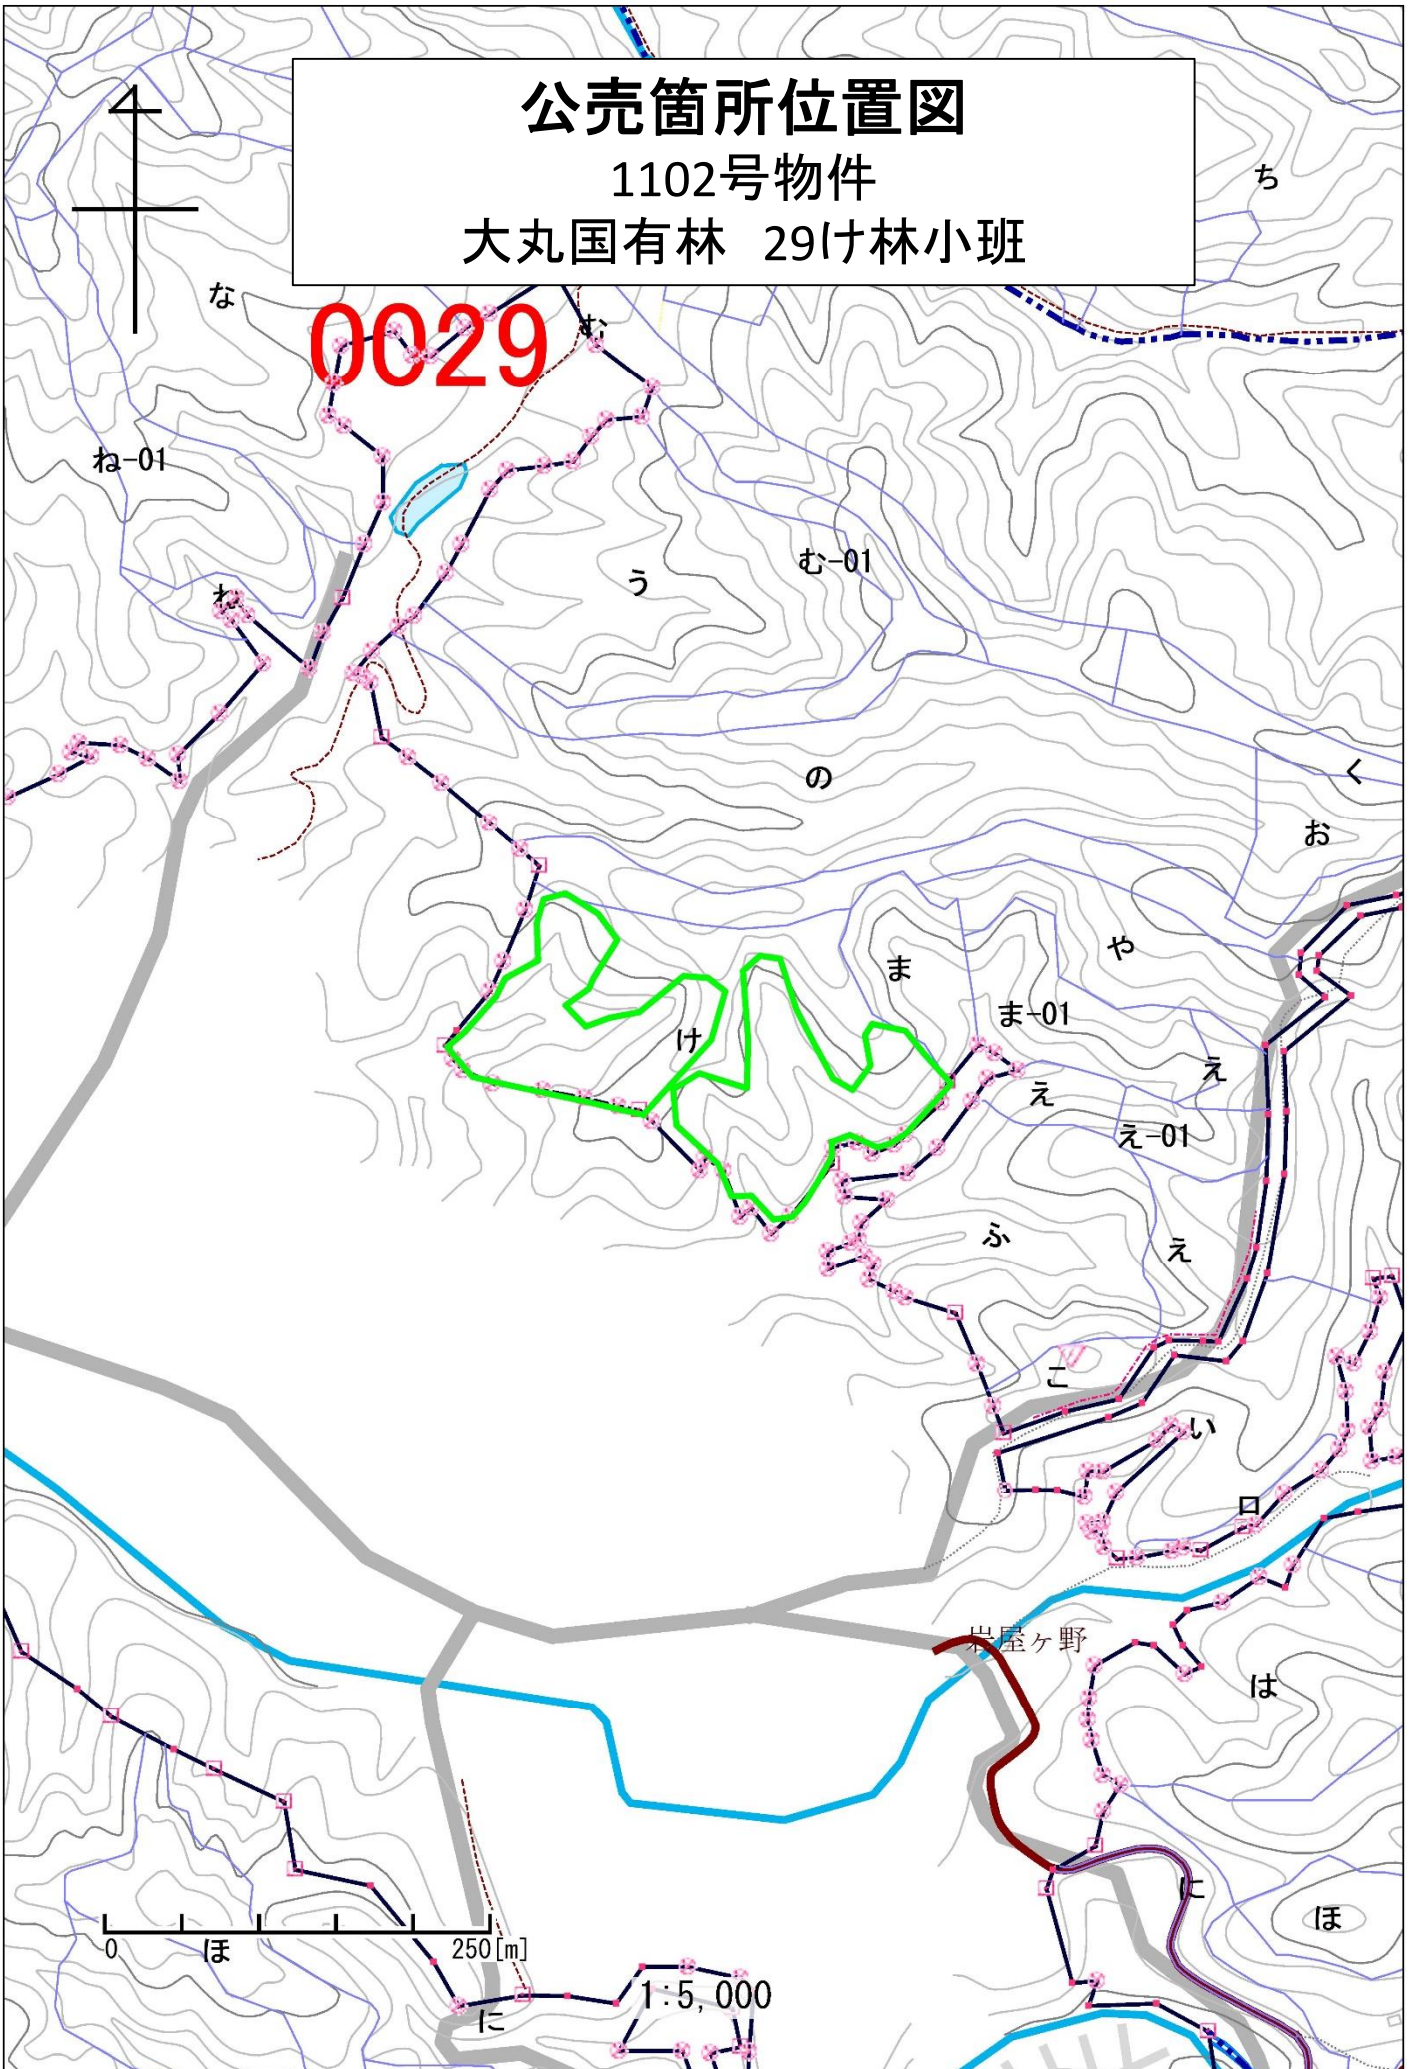 公売箇所位置図
1102号物件
大丸国有林 29け林小班
ち
な
0029
む
ね-01
む-01
う
ね
の
く
お
や
ま
ま-01
け
え
え
え-01
ふ
え
こ
い
ロ
岩屋ヶ野
は
に
ほ
0
250[m]
ほ
1:5,000
に